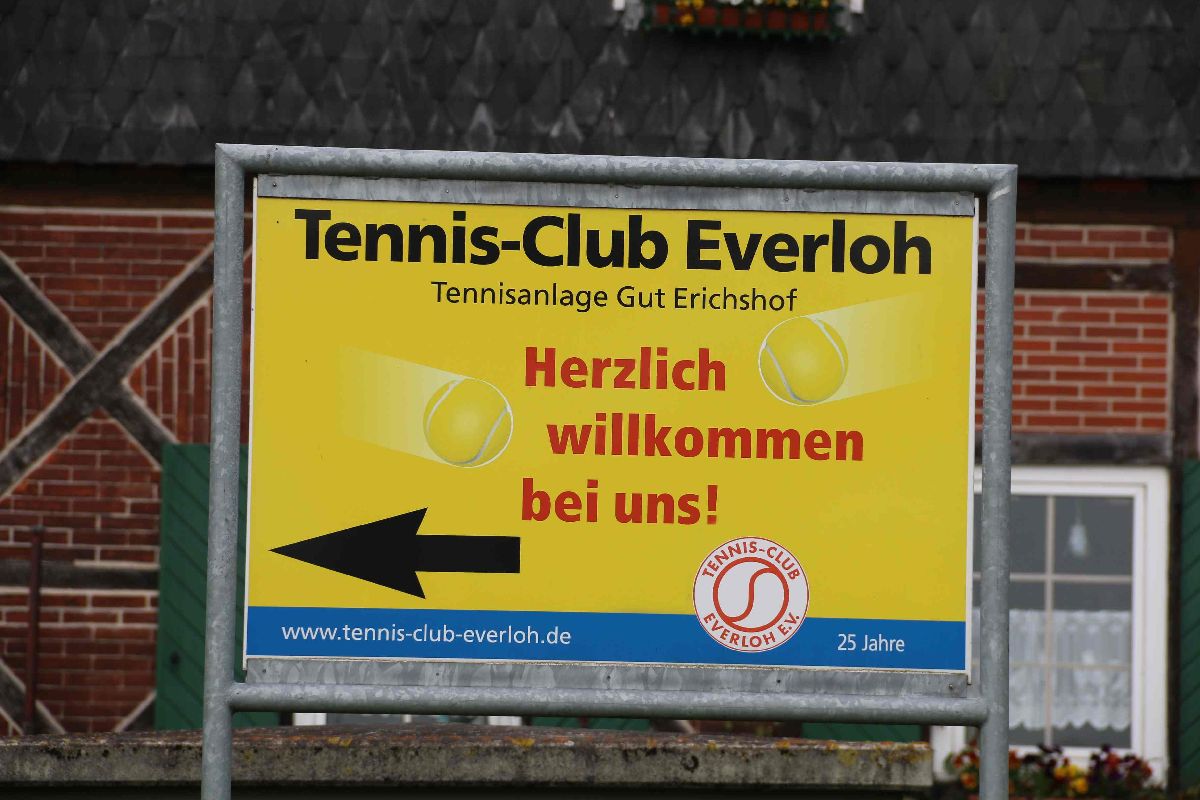 Tennis-Club Everloh
Tennisanlage Gut Erichshof
Herzlich
willkommen
bei uns!
TENNIS-CLUB
EVERLOH E.V.
www.tennis-club-everloh.de
25 Jahre